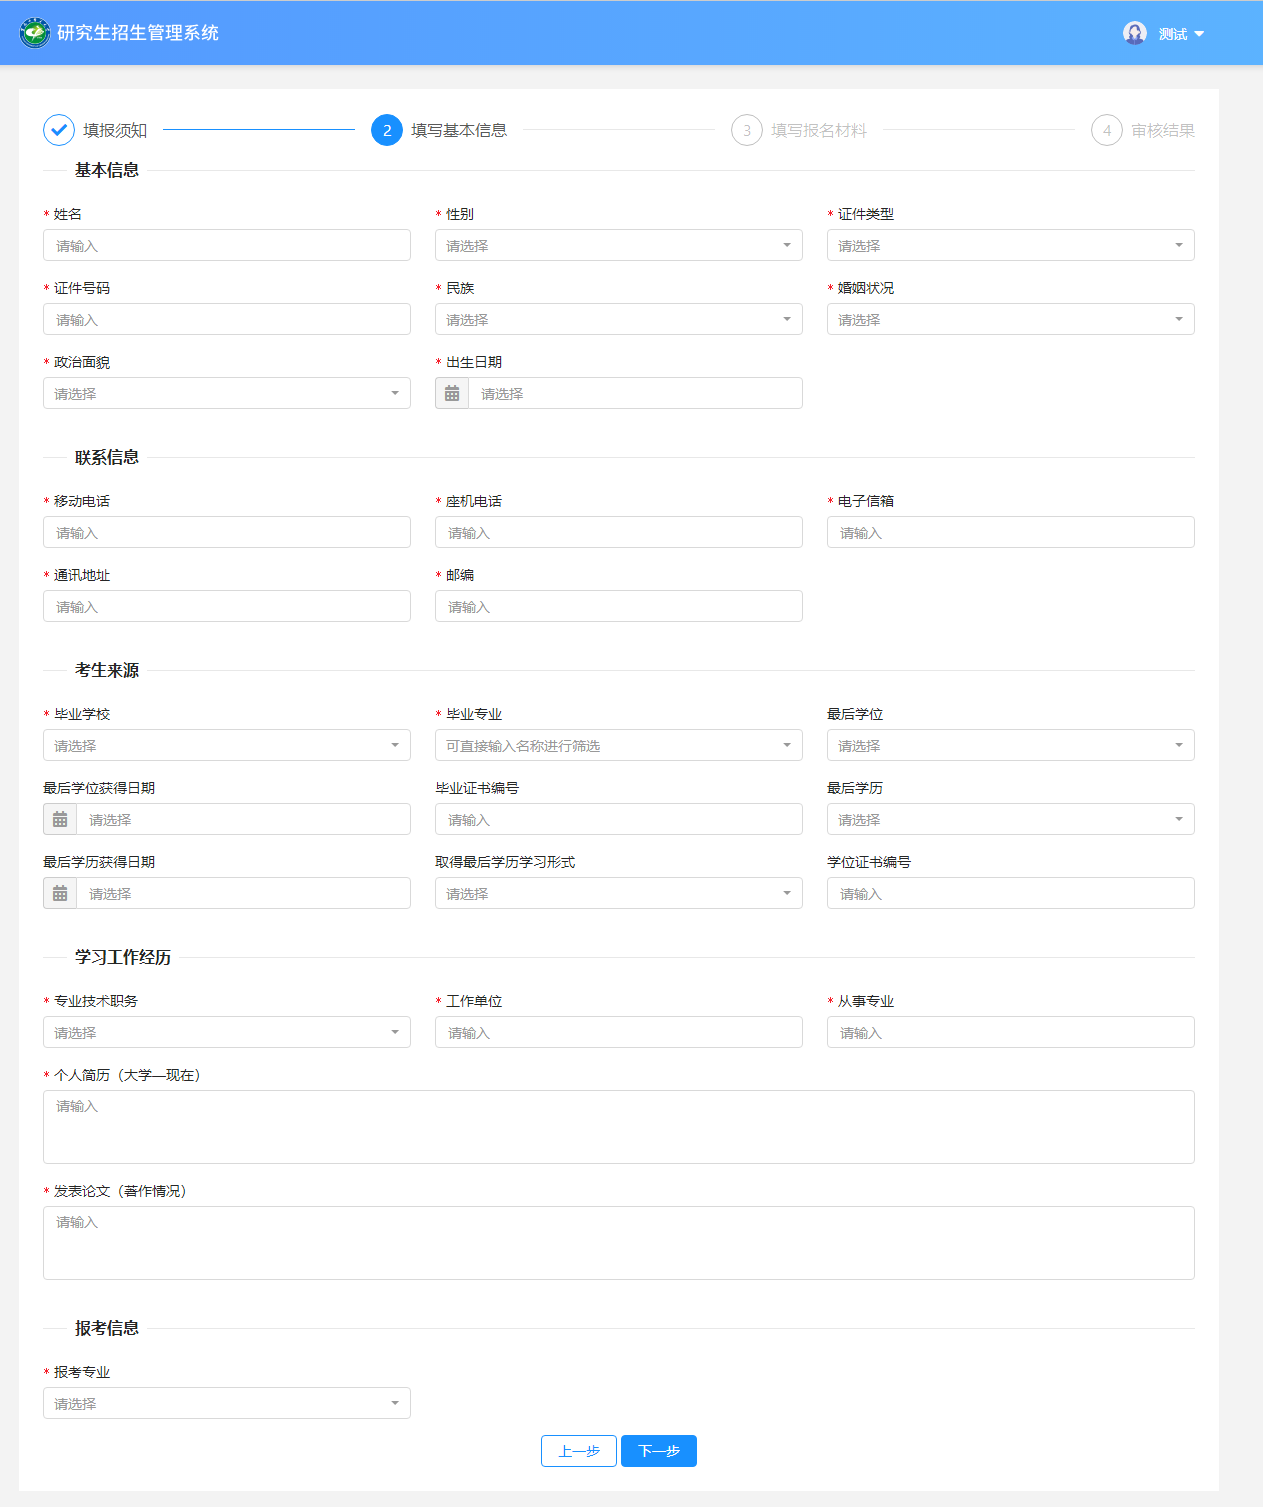 研究生招生管理系统
测试
填报须知
2 填写基本信息
3 填写报名材料
4 审核结果
基本信息
* 姓名 * 性别 * 证件类型
请输入 请选择 请选择
* 证件号码 * 民族 * 婚姻状况
请输入 请选择 请选择
* 政治面貌 * 出生日期
请选择 请选择
联系信息
* 移动电话 * 座机电话 * 电子信箱
请输入 请输入 请输入
* 通讯地址 * 邮编
请输入 请输入
考生来源
* 毕业学校 * 毕业专业 最后学位
请选择 可直接输入名称进行筛选 请选择
最后学位获得日期 毕业证书编号 最后学历
请选择 请输入 请选择
最后学历获得日期 取得最后学历学习形式 学位证书编号
请选择 请选择 请输入
学习工作经历
* 专业技术职务 * 工作单位 * 从事专业
请选择 请输入 请输入
* 个人简历（大学—现在）
请输入
* 发表论文（著作情况）
请输入
报考信息
* 报考专业
请选择
上一步 下一步